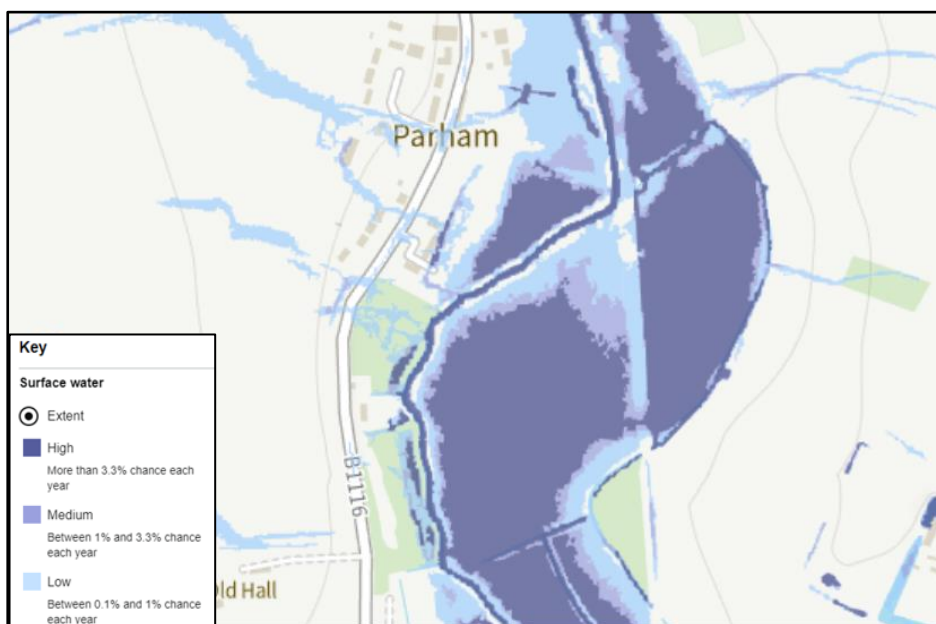 Parham
B1116
Old Hall
Key
Surface water
Extent
High
More than 3.3% chance each
year
Medium
Between 1% and 3.3% chance
each year
Low
Between 0.1% and 1% chance
each year